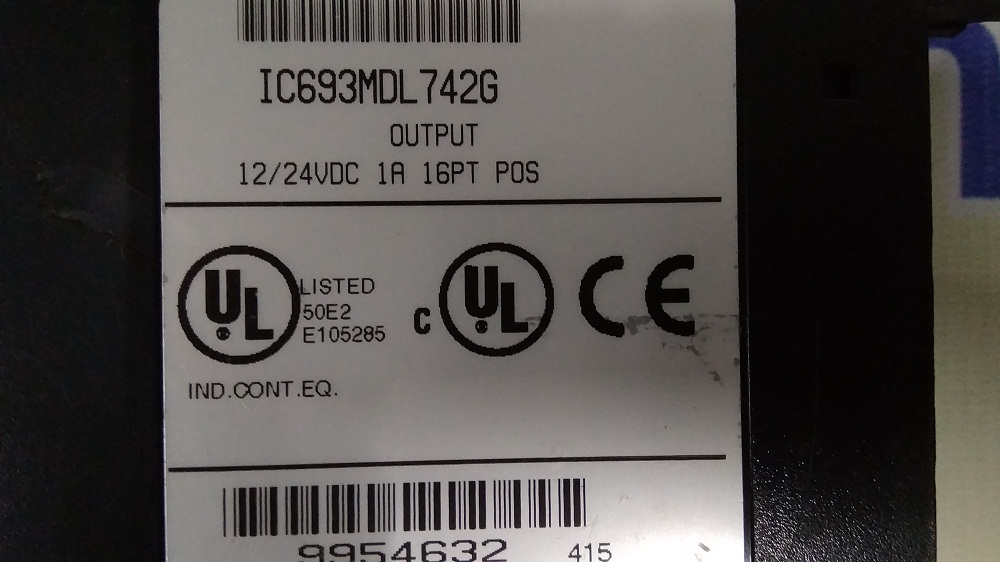 IC693MDL742G
OUTPUT
12/24VDC 1A 16PT POS
UL
LISTED
50E2
E105285
C UL CE
IND.CONT.EQ.
9954632 415